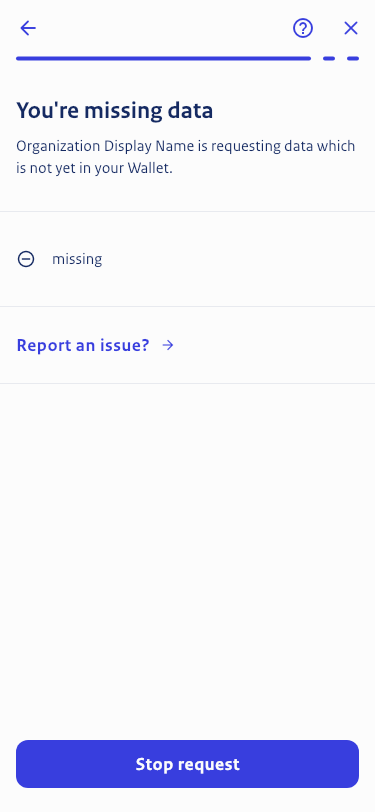 You're missing data
Organization Display Name is requesting data which
is not yet in your Wallet.
missing
Report an issue?
Stop request